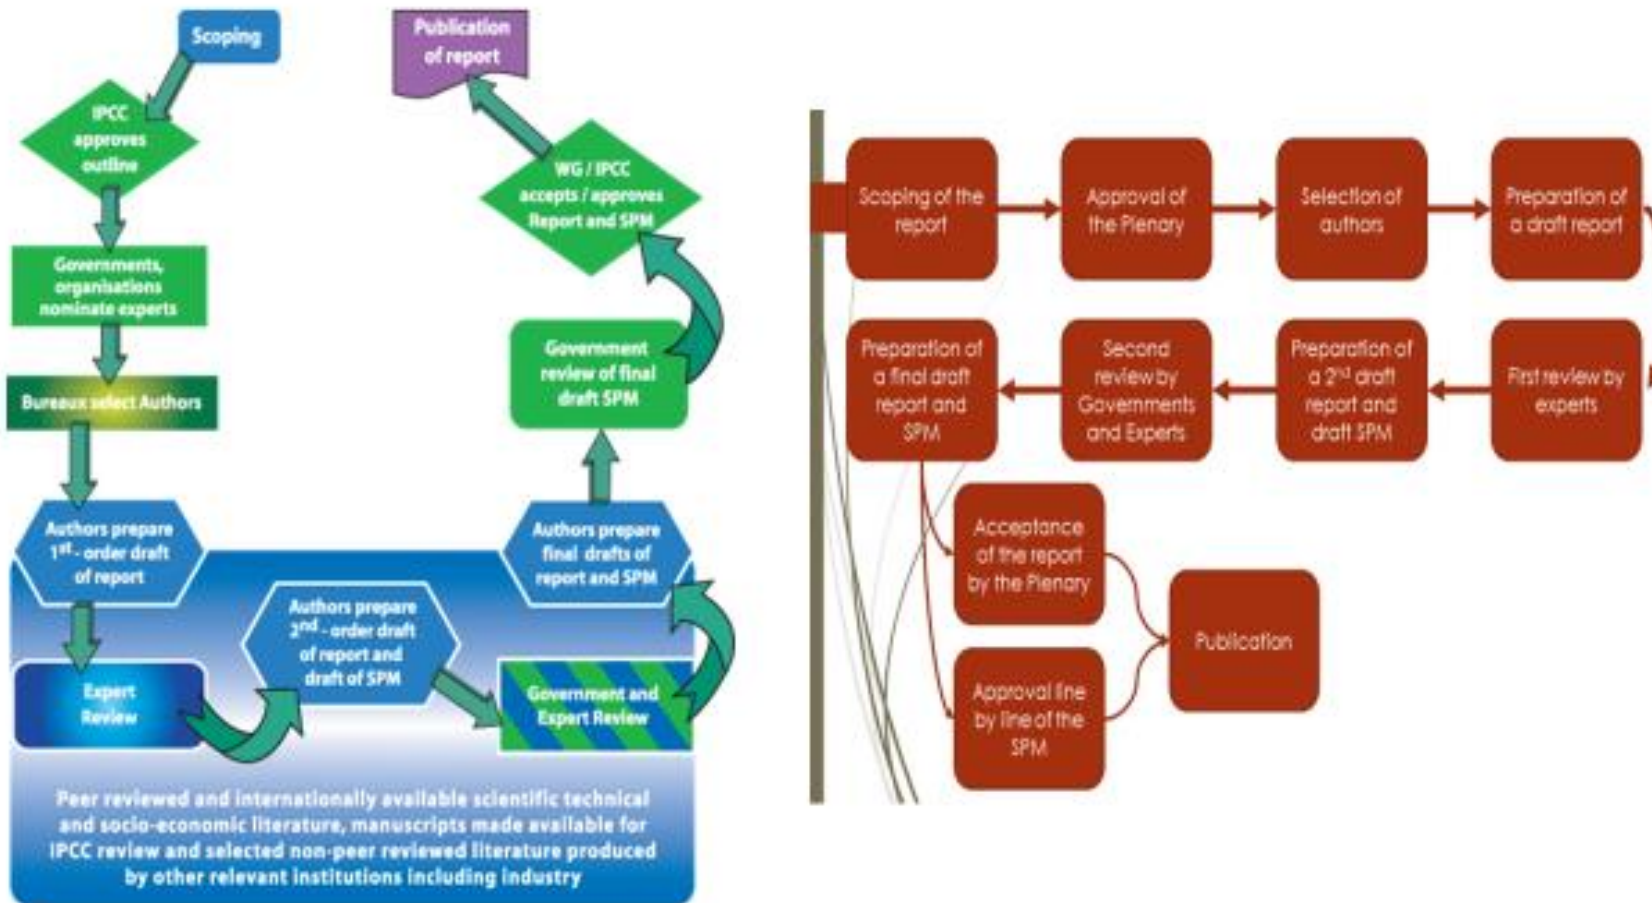 Scoping
IPCC
approves
outline
Governments,
organisations
nominate experts
Bureaux select Authors
Authors prepare
1st - order draft
of report
Expert
Review
Authors prepare
2nd - order draft
of report and
draft of SPM
Government and
Expert Review
Authors prepare
final drafts of
report and SPM
Government
review of final
draft SPM
WG / IPCC
accepts / approves
Report and SPM
Publication
of report
Peer reviewed and internationally available scientific technical
and socio-economic literature, manuscripts made available for
IPCC review and selected non-peer reviewed literature produced
by other relevant institutions including industry
Scoping of the
report
Approval of
the Plenary
Selection of
authors
Preparation of
a draft report
First review by
experts
Preparation of
a 2nd draft
report and
draft SPM
Second
review by
Governments
and Experts
Preparation of
a final draft
report and
SPM
Acceptance
of the report
by the Plenary
Approval line
by line of the
SPM
Publication